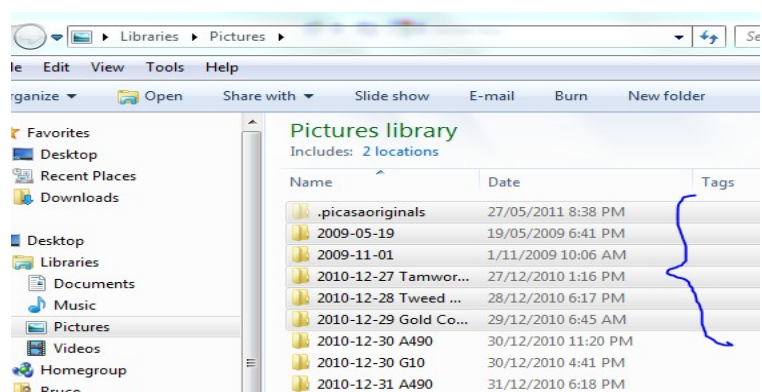 Libraries Pictures Se
le Edit View Tools Help
rganize Open Share with Slide show E-mail Burn New folder
Favorites
Desktop
Recent Places
Downloads
Desktop
Libraries
Documents
Music
Pictures
Videos
Homegroup
Bruce
Pictures library
Includes: 2 locations
Name Date Tags
.picasaoriginals 27/05/2011 8:38 PM
2009-05-19 19/05/2009 6:41 PM
2009-11-01 1/11/2009 10:06 AM
2010-12-27 Tamwor... 27/12/2010 1:16 PM
2010-12-28 Tweed ... 28/12/2010 6:17 PM
2010-12-29 Gold Co... 29/12/2010 6:45 AM
2010-12-30 A490 30/12/2010 11:20 PM
2010-12-30 G10 30/12/2010 4:41 PM
2010-12-31 A490 31/12/2010 6:18 PM